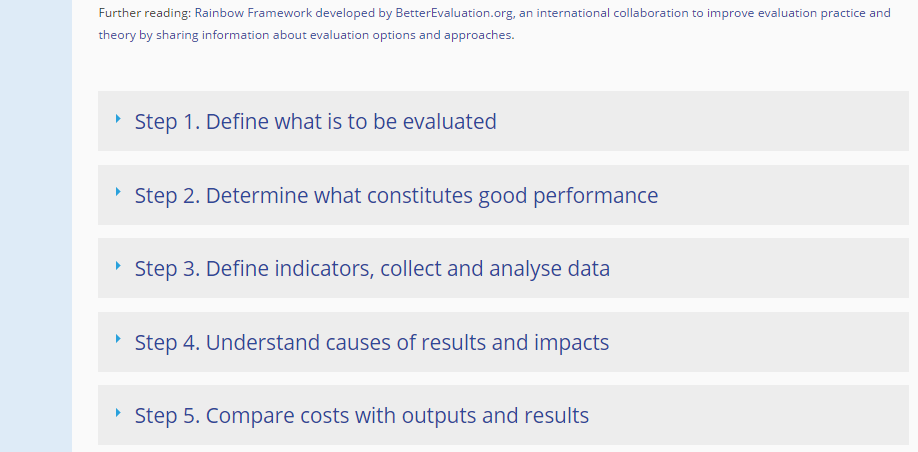 Further reading: Rainbow Framework developed by BetterEvaluation.org, an international collaboration to improve evaluation practice and
theory by sharing information about evaluation options and approaches.
Step 1. Define what is to be evaluated
Step 2. Determine what constitutes good performance
Step 3. Define indicators, collect and analyse data
Step 4. Understand causes of results and impacts
Step 5. Compare costs with outputs and results